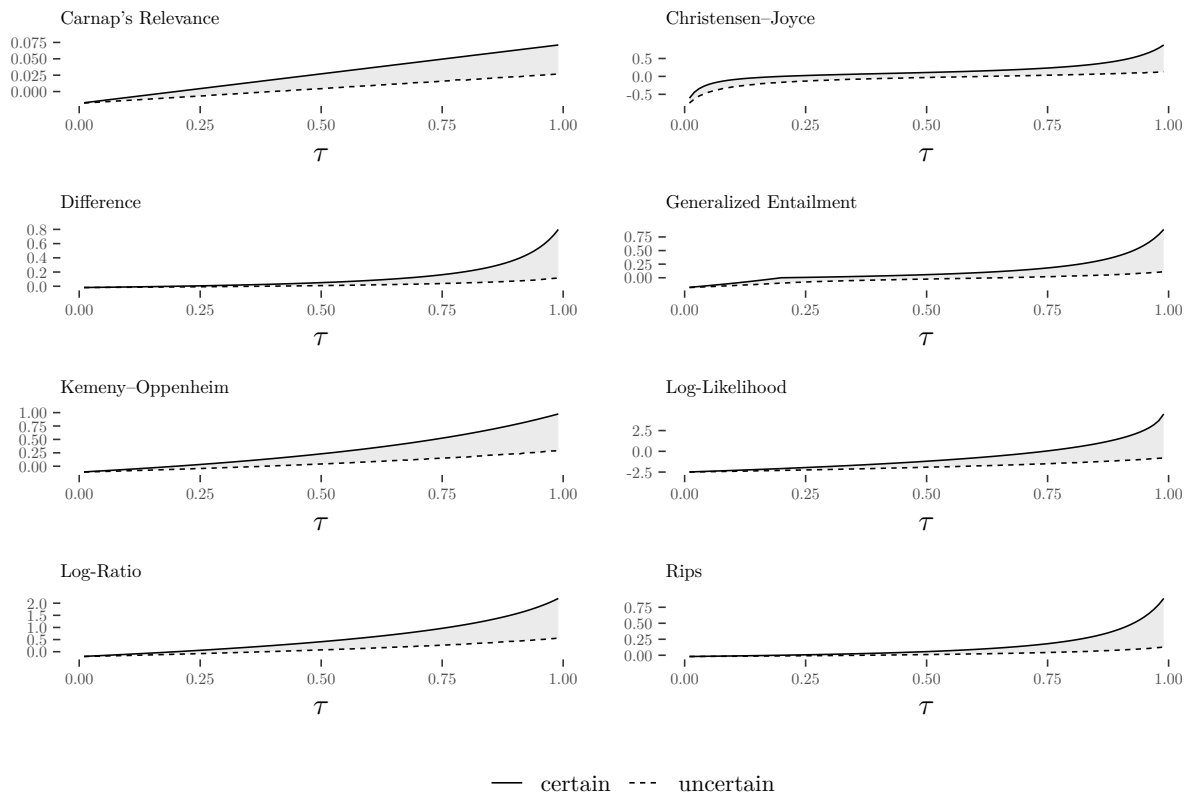 Carnap's Relevance
0.075
0.050
0.025
0.000
0.00 0.25 0.50 0.75 1.00
τ
Christensen–Joyce
0.5
0.0
-0.5
0.00 0.25 0.50 0.75 1.00
τ
Difference
0.8
0.6
0.4
0.2
0.0
0.00 0.25 0.50 0.75 1.00
τ
Generalized Entailment
0.75
0.50
0.25
0.00
0.00 0.25 0.50 0.75 1.00
τ
Kemeny–Oppenheim
1.00
0.75
0.50
0.25
0.00
0.00 0.25 0.50 0.75 1.00
τ
Log-Likelihood
2.5
0.0
-2.5
0.00 0.25 0.50 0.75 1.00
τ
Log-Ratio
2.0
1.5
1.0
0.5
0.0
0.00 0.25 0.50 0.75 1.00
τ
Rips
0.75
0.50
0.25
0.00
0.00 0.25 0.50 0.75 1.00
τ
certain uncertain